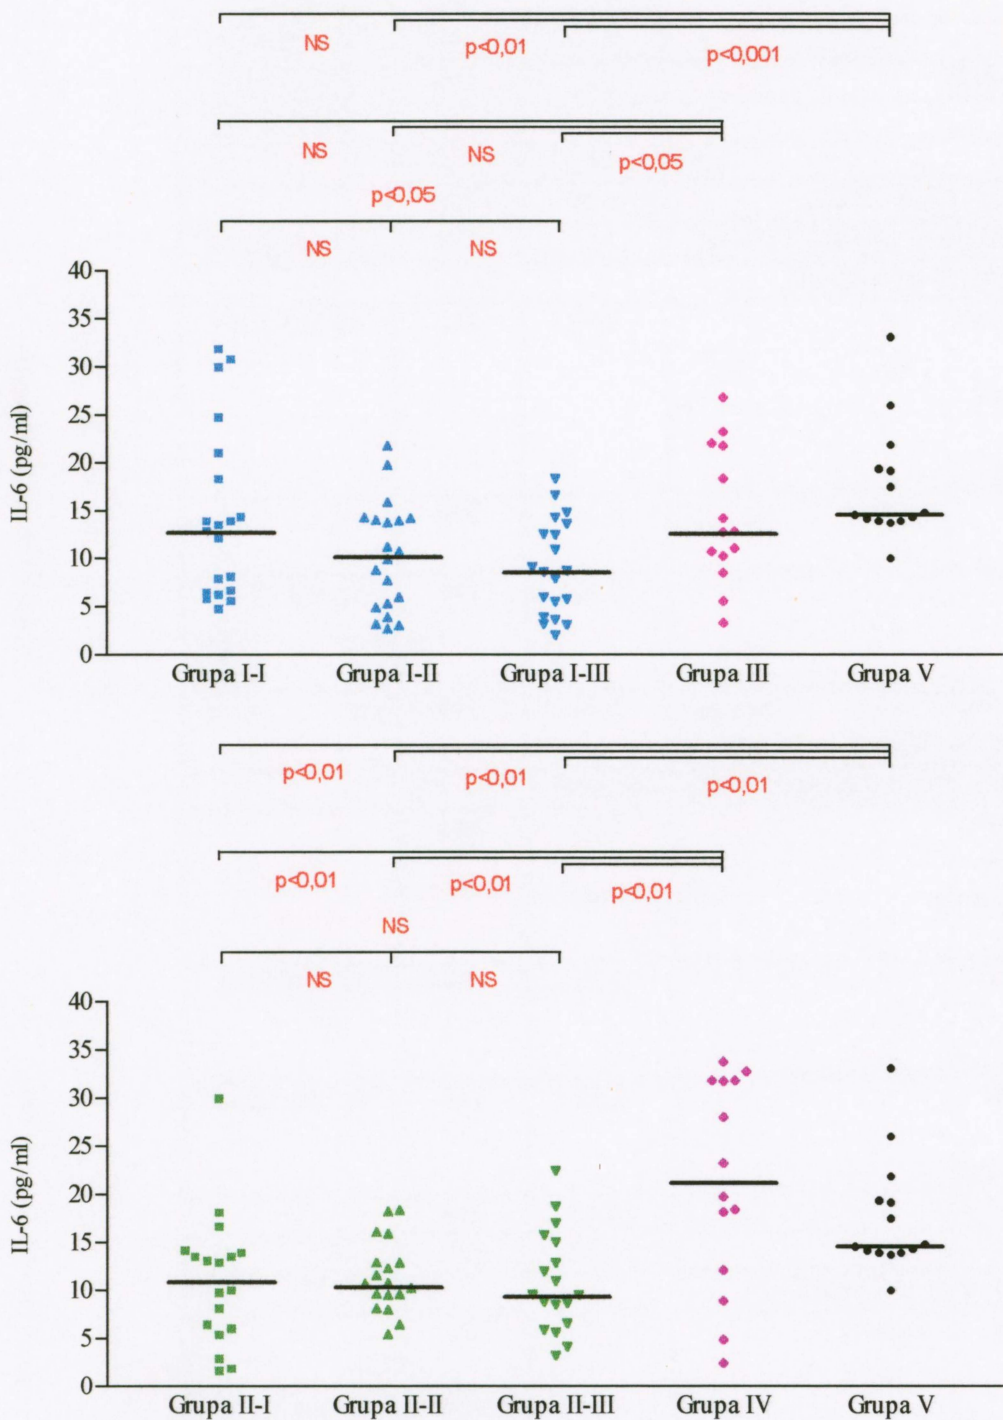 NS
p<0,01
p<0,001
NS
NS
p<0,05
p<0,05
NS
NS
40
35
30
25
20
15
10
5
0
IL-6 (pg/ml)
Grupa I-I Grupa I-II Grupa I-III Grupa III Grupa V
p<0,01
p<0,01
p<0,01
p<0,01
p<0,01
p<0,01
NS
NS
NS
40
35
30
25
20
15
10
5
0
IL-6 (pg/ml)
Grupa II-I Grupa II-II Grupa II-III Grupa IV Grupa V